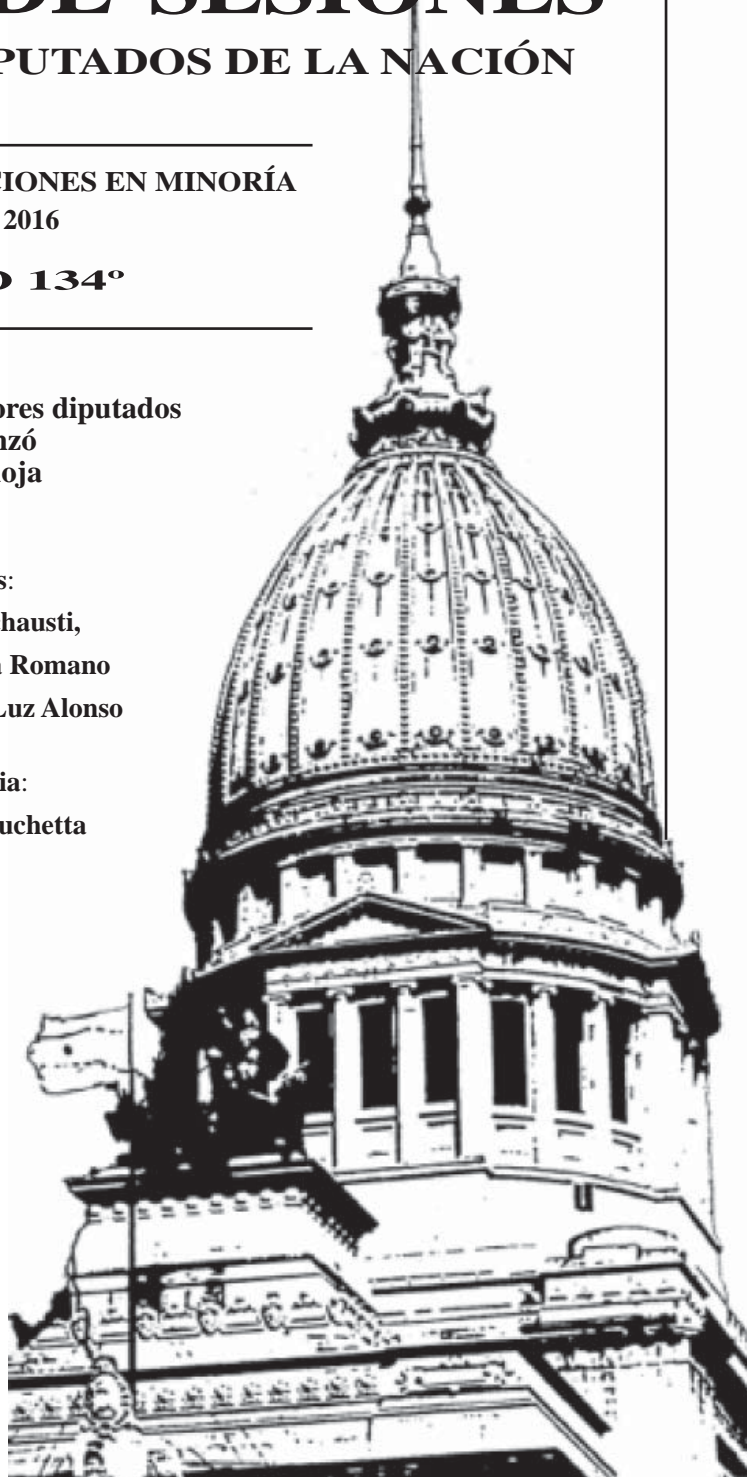 DE SESIONES
PUTADOS DE LA NACIÓN
CIONES EN MINORÍA
2016
O 134º
ores diputados
nzó
oja
s:
hausti,
a Romano
Luz Alonso
ia:
uchetta